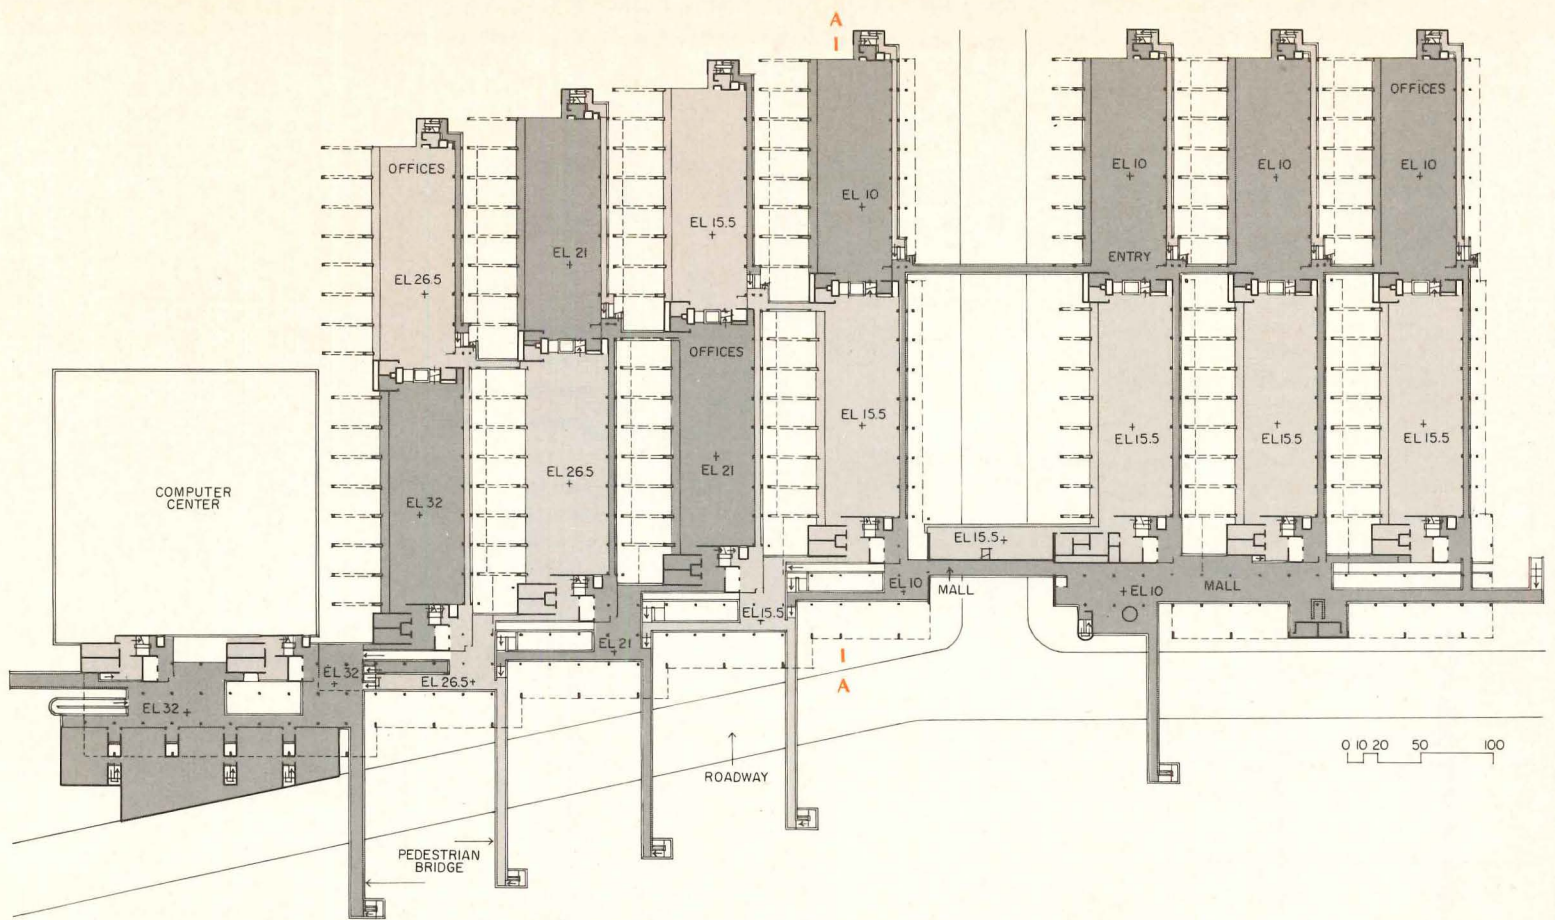 A
I
OFFICES
OFFICES
EL 10
EL 10
EL 10
EL 10
EL 15.5
EL 21
EL 26.5
ENTRY
OFFICES
EL 15.5
EL 15.5
EL 15.5
EL 15.5
EL 21
EL 26.5
EL 32
COMPUTER
CENTER
EL 15.5
EL 10
MALL
EL 10
MALL
EL 15.5
EL 21
EL 32
EL 26.5
EL 32
I
A
ROADWAY
0 10 20 50 100
PEDESTRIAN
BRIDGE